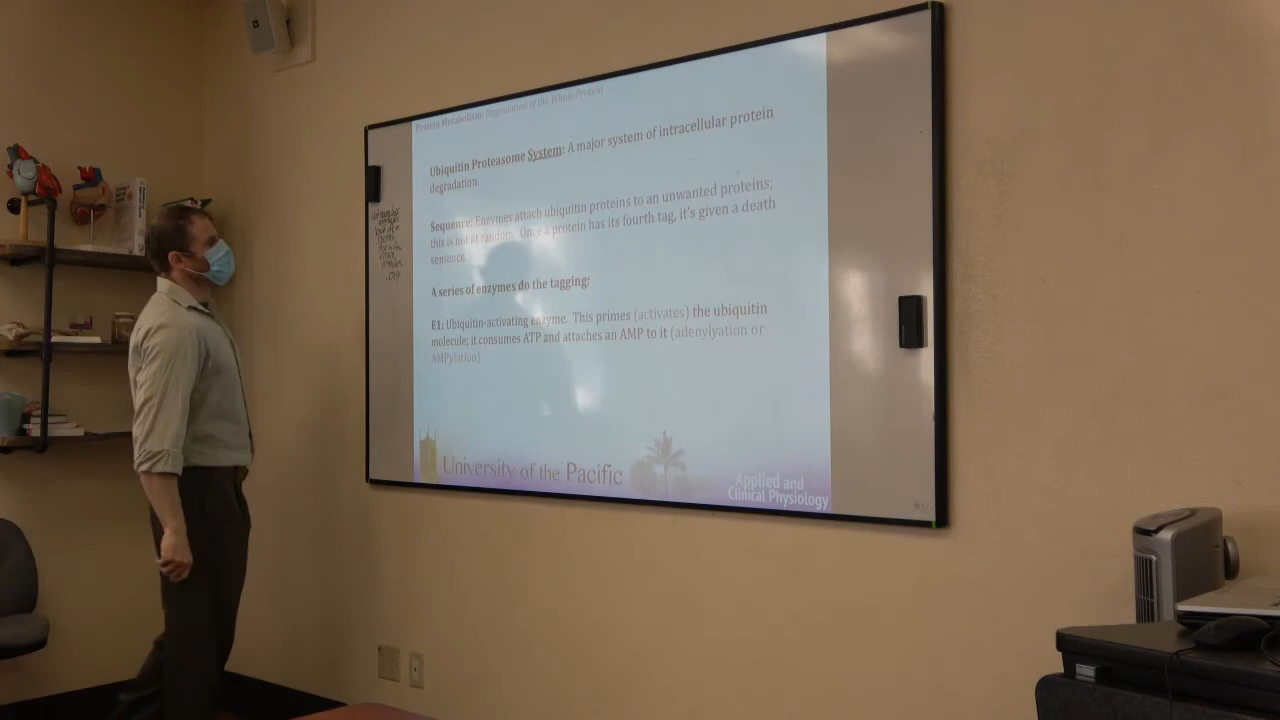 Protein Metabolism: Degradation of the Whole Protein
Ubiquitin Proteasome System: A major system of intracellular protein
degradation.
Sequence: Enzymes attach ubiquitin proteins to an unwanted proteins;
this is not at random. Once a protein has its fourth tag, it's given a death
sentence.
A series of enzymes do the tagging:
E1: Ubiquitin-activating enzyme. This primes (activates) the ubiquitin
molecule; it consumes ATP and attaches an AMP to it (adenylyation or
AMPylation)
University of the Pacific
Applied and
Clinical Physiology